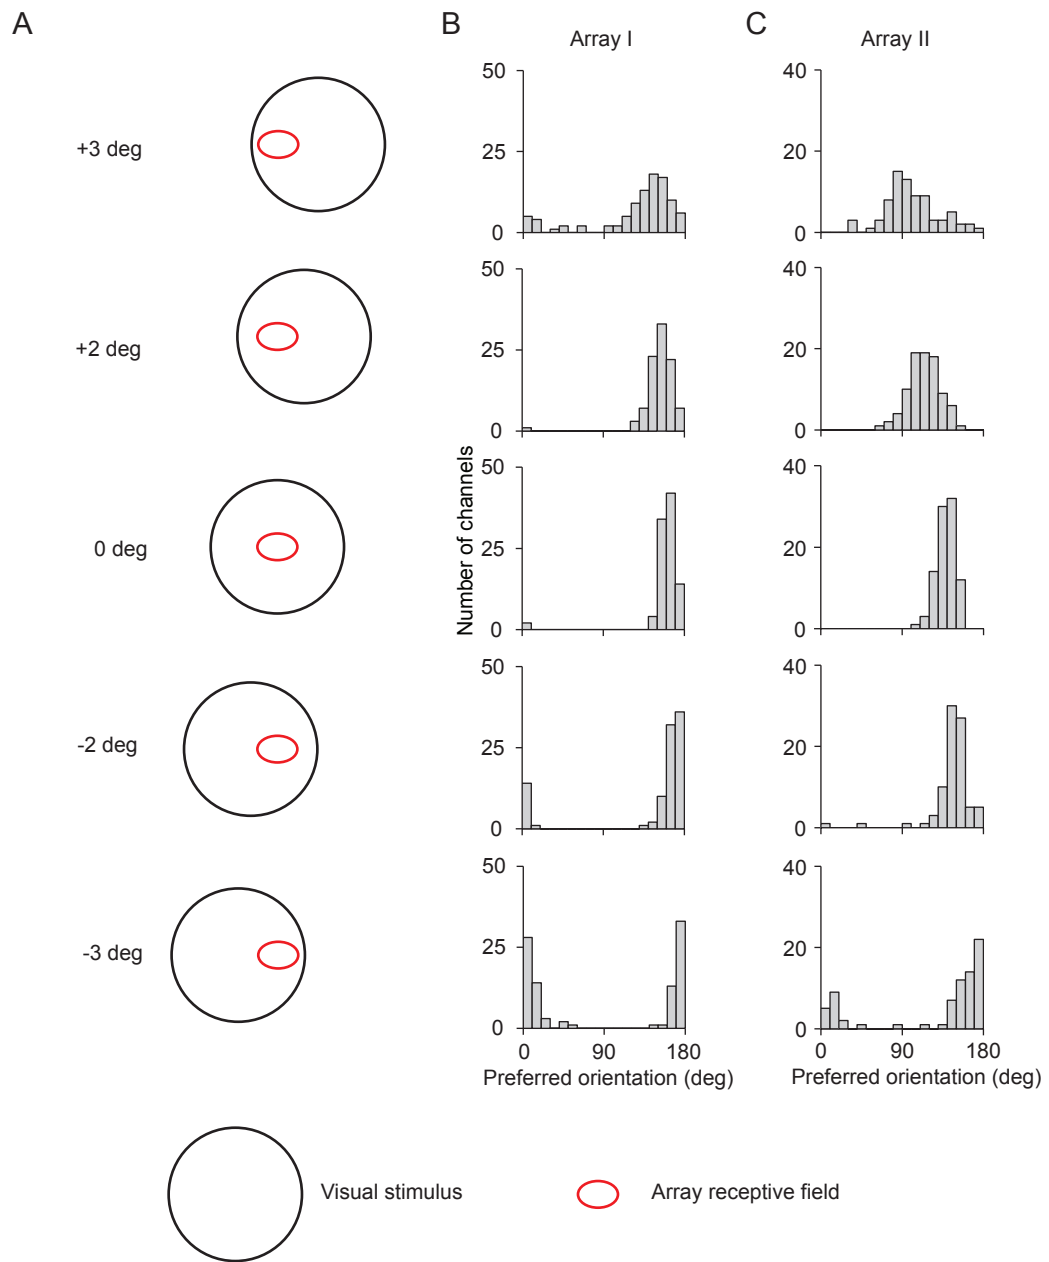 A
B
C
Array I
Array II
+3 deg
50
25
0
40
20
0
+2 deg
50
25
0
40
20
0
0 deg
Number of channels
50
25
0
40
20
0
-2 deg
50
25
0
40
20
0
-3 deg
50
25
0
40
20
0
0 90 180
0 90 180
Preferred orientation (deg)
Preferred orientation (deg)
Visual stimulus
Array receptive field